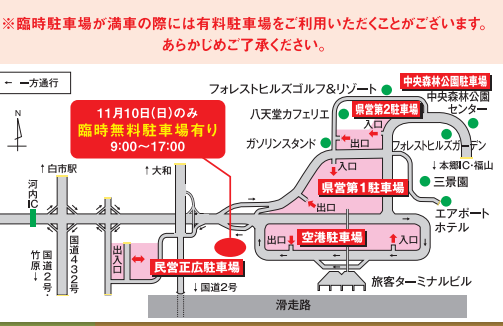 ※臨時駐車場が満車の際には有料駐車場をご利用いただくことがございます。
あらかじめご了承ください。
← 一方通行
N
11月10日(日)のみ
臨時無料駐車場有り
9:00〜17:00
フォレストヒルズゴルフ&リゾート
八天堂カフェリエ
ガソリンスタンド
県営第2駐車場
入口
出口
中央森林公園駐車場
中央森林公園
センター
フォレストヒルズガーデン
↓本郷IC・福山
三景園
エアポート
ホテル
入口
県営第1駐車場
出口
空港駐車場
出口
入口
旅客ターミナルビル
滑走路
↑白市駅
↑大和
河内IC
国道2号・
竹原↓
国道432号
出入口
民営正広駐車場
↓国道2号